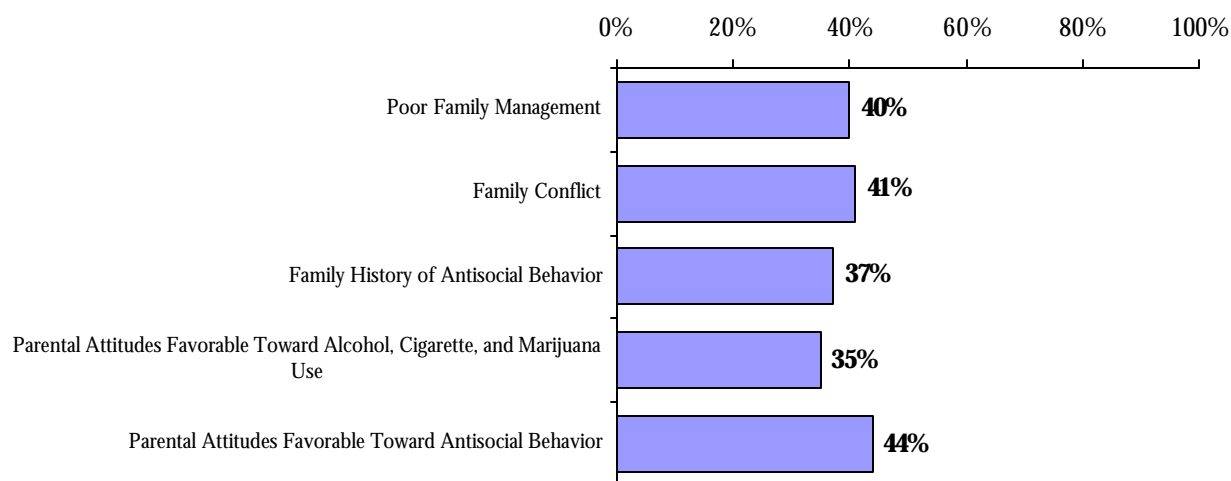 0% 20% 40% 60% 80% 100%
Poor Family Management 40%
Family Conflict 41%
Family History of Antisocial Behavior 37%
Parental Attitudes Favorable Toward Alcohol, Cigarette, and Marijuana
Use 35%
Parental Attitudes Favorable Toward Antisocial Behavior 44%